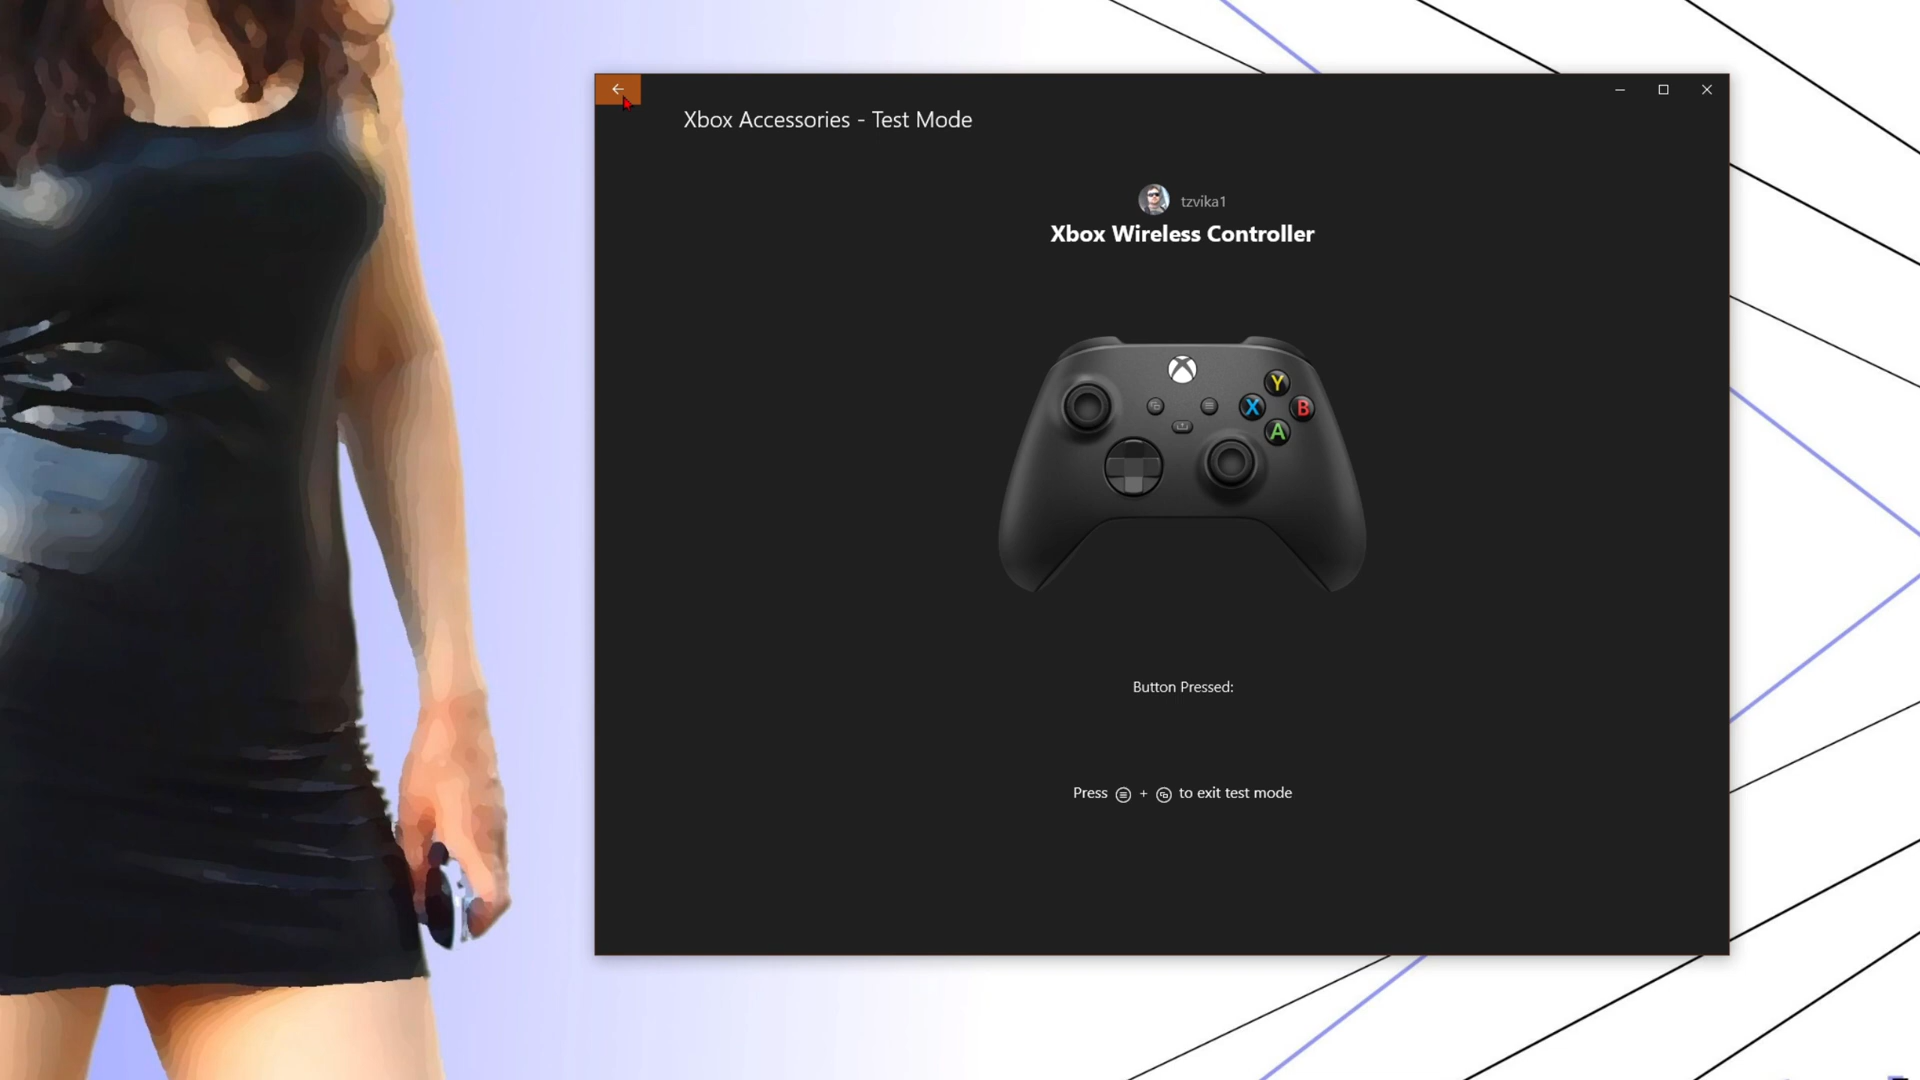 Xbox Accessories - Test Mode
tzvika1
Xbox Wireless Controller
Y
X
B
A
Button Pressed:
Press + to exit test mode